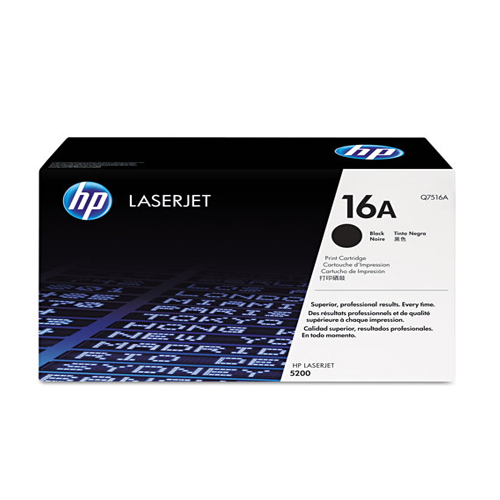 hp
hp
LASERJET
16A
Q7516A
Black
Noire
Tinto Negra
黑色
Print Cartridge
Cartouche d'Impression
Cartucho de Impresión
打印硒鼓
Superior, professional results. Every time.
Des résultats professionnels et de qualité
supérieure à chaque impression.
Calidad superior, resultados profesionales.
En todo momento.
HP LASERJET
5200